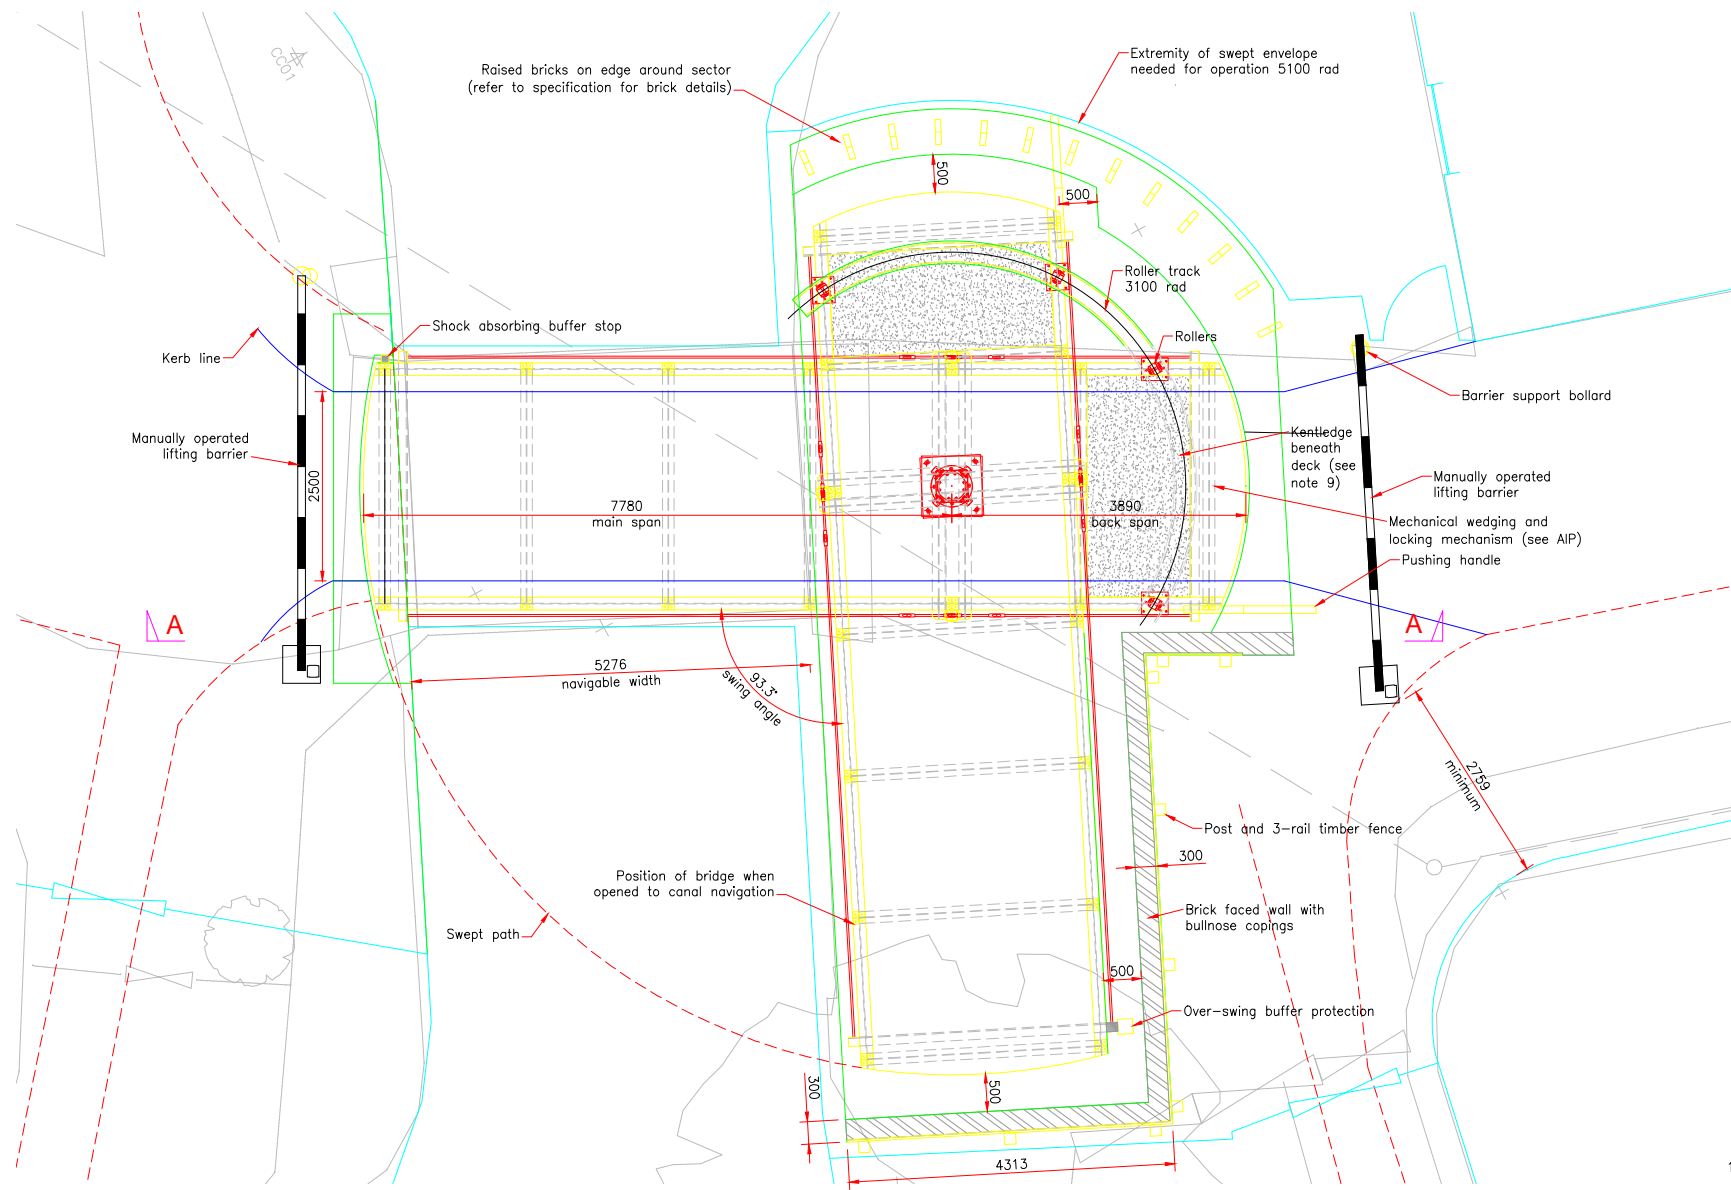 CC01
Raised bricks on edge around sector
(refer to specification for brick details)
Extremity of swept envelope
needed for operation 5100 rad
500
500
Roller track
3100 rad
Shock absorbing buffer stop
Rollers
Kerb line
Barrier support bollard
Manually operated
lifting barrier
2500
Kentledge
beneath
deck (see
note 9)
Manually operated
lifting barrier
7780
main span
3890
back span
Mechanical wedging and
locking mechanism (see AIP)
Pushing handle
A
A
5276
navigable width
93.3°
swing angle
2759
minimum
Post and 3-rail timber fence
300
Position of bridge when
opened to canal navigation
Brick faced wall with
bullnose copings
Swept path
500
Over-swing buffer protection
300
500
4313